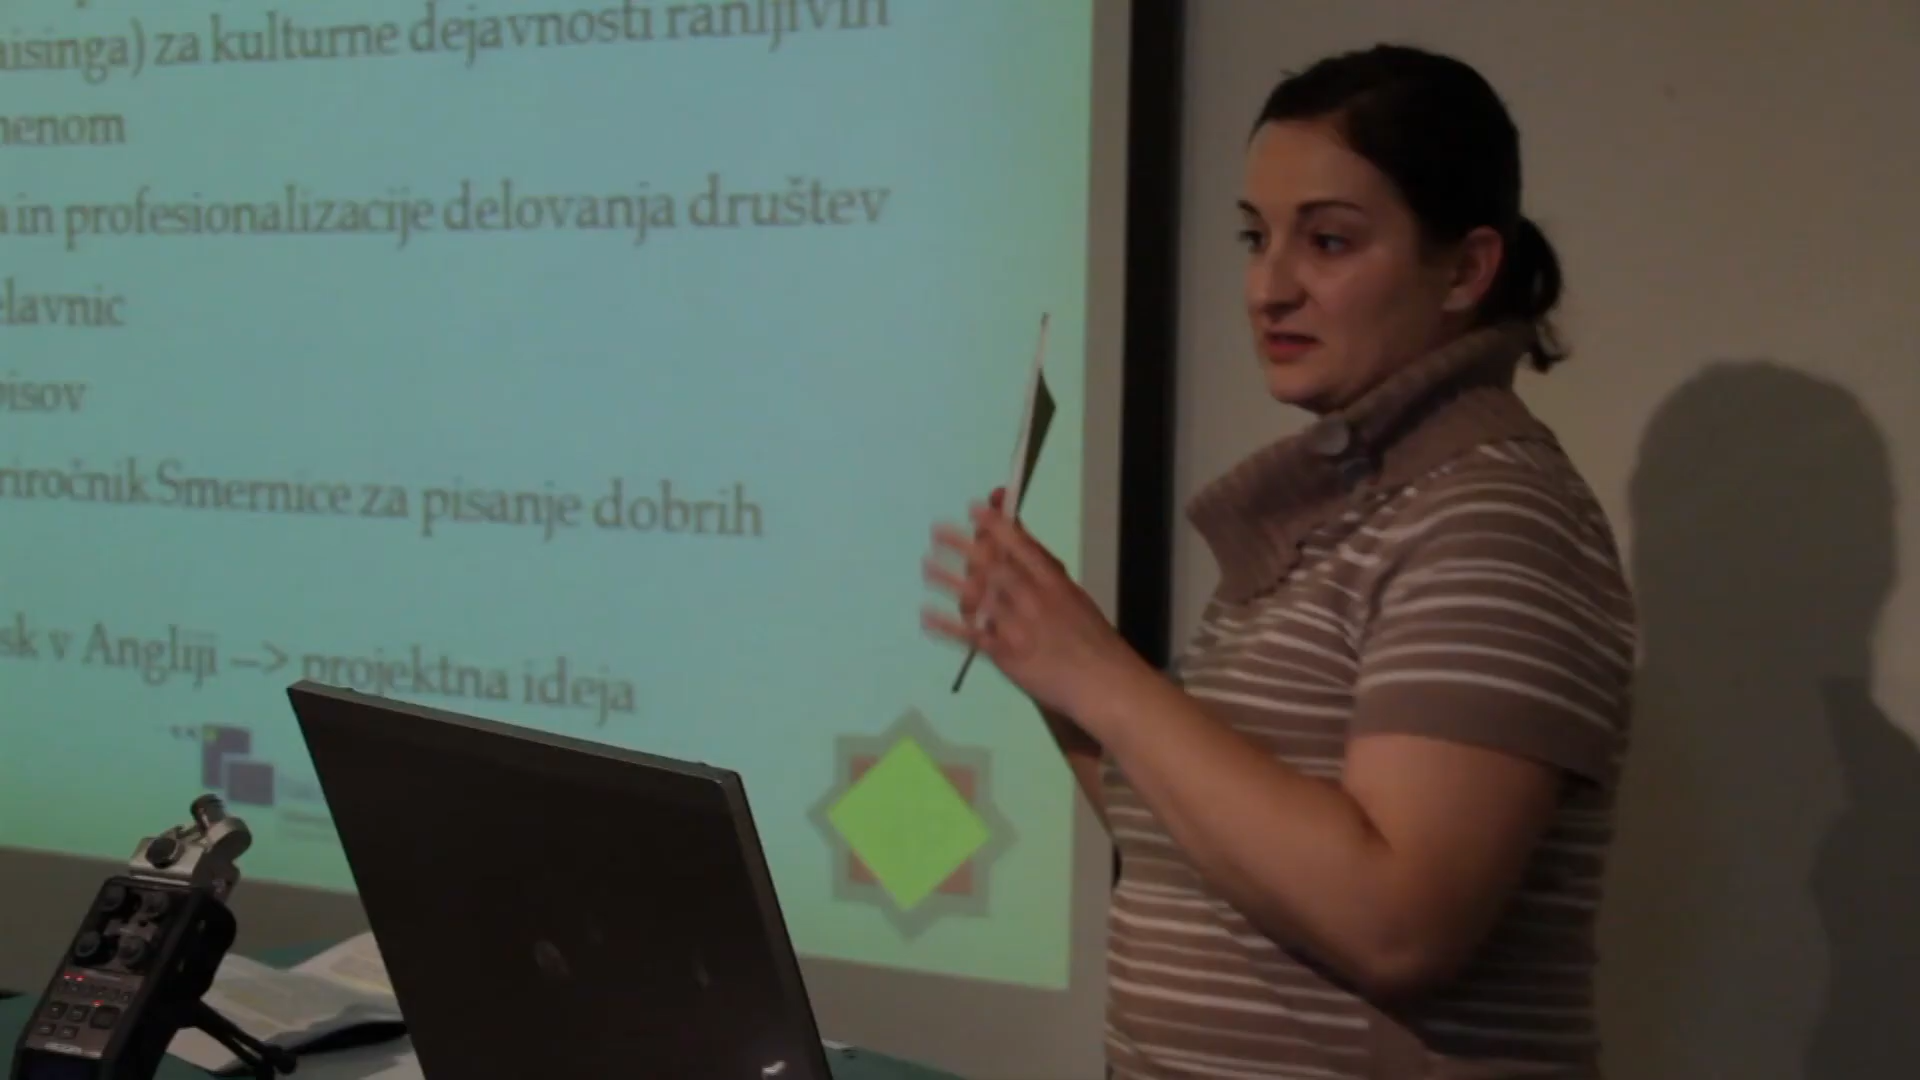 aisinga) za kulturne dejavnosti ranljivih
menom
a in profesionalizacije delovanja društev
elavnic
pisov
riročnik Smernice za pisanje dobrih
sk v Angliji --> projektna ideja